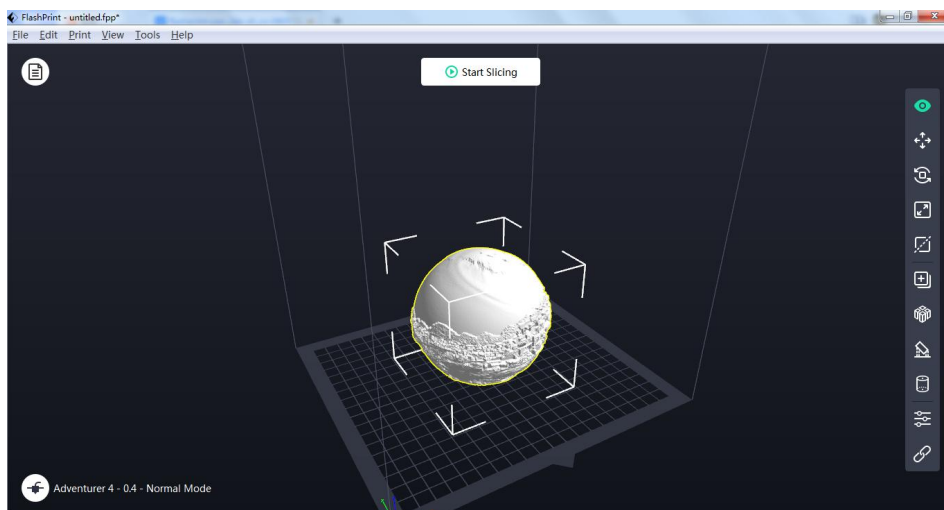 FlashPrint - untitled.fpp*
File Edit Print View Tools Help
Start Slicing
Adventurer 4 - 0.4 - Normal Mode